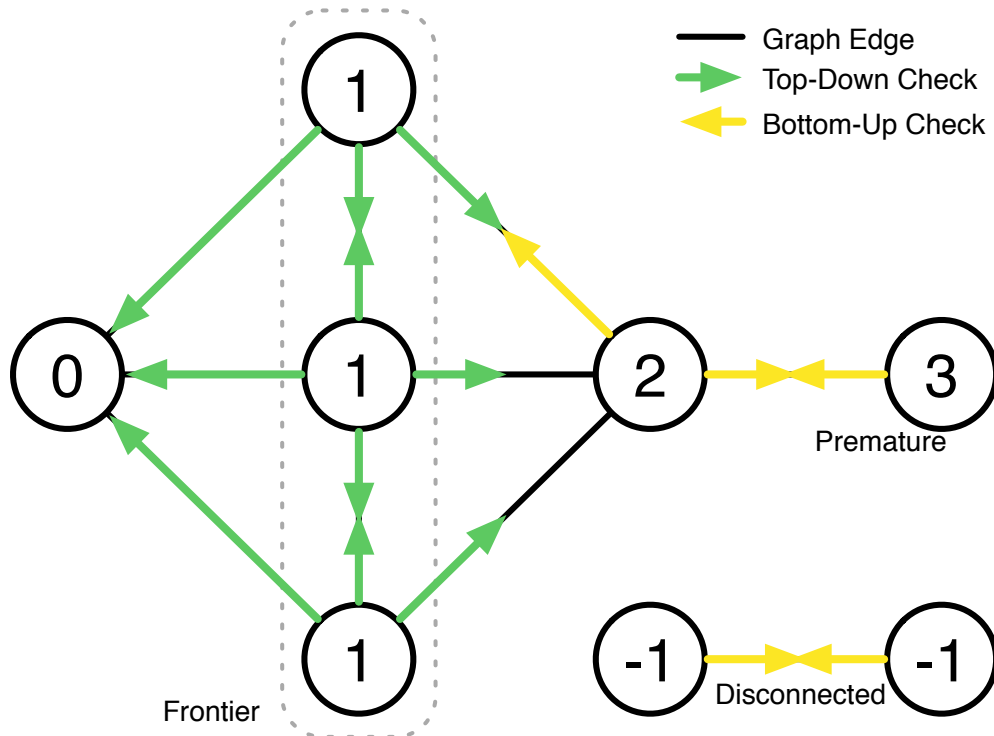 1
Graph Edge
Top-Down Check
Bottom-Up Check
0
1
2
3
Premature
1
-1
-1
Disconnected
Frontier